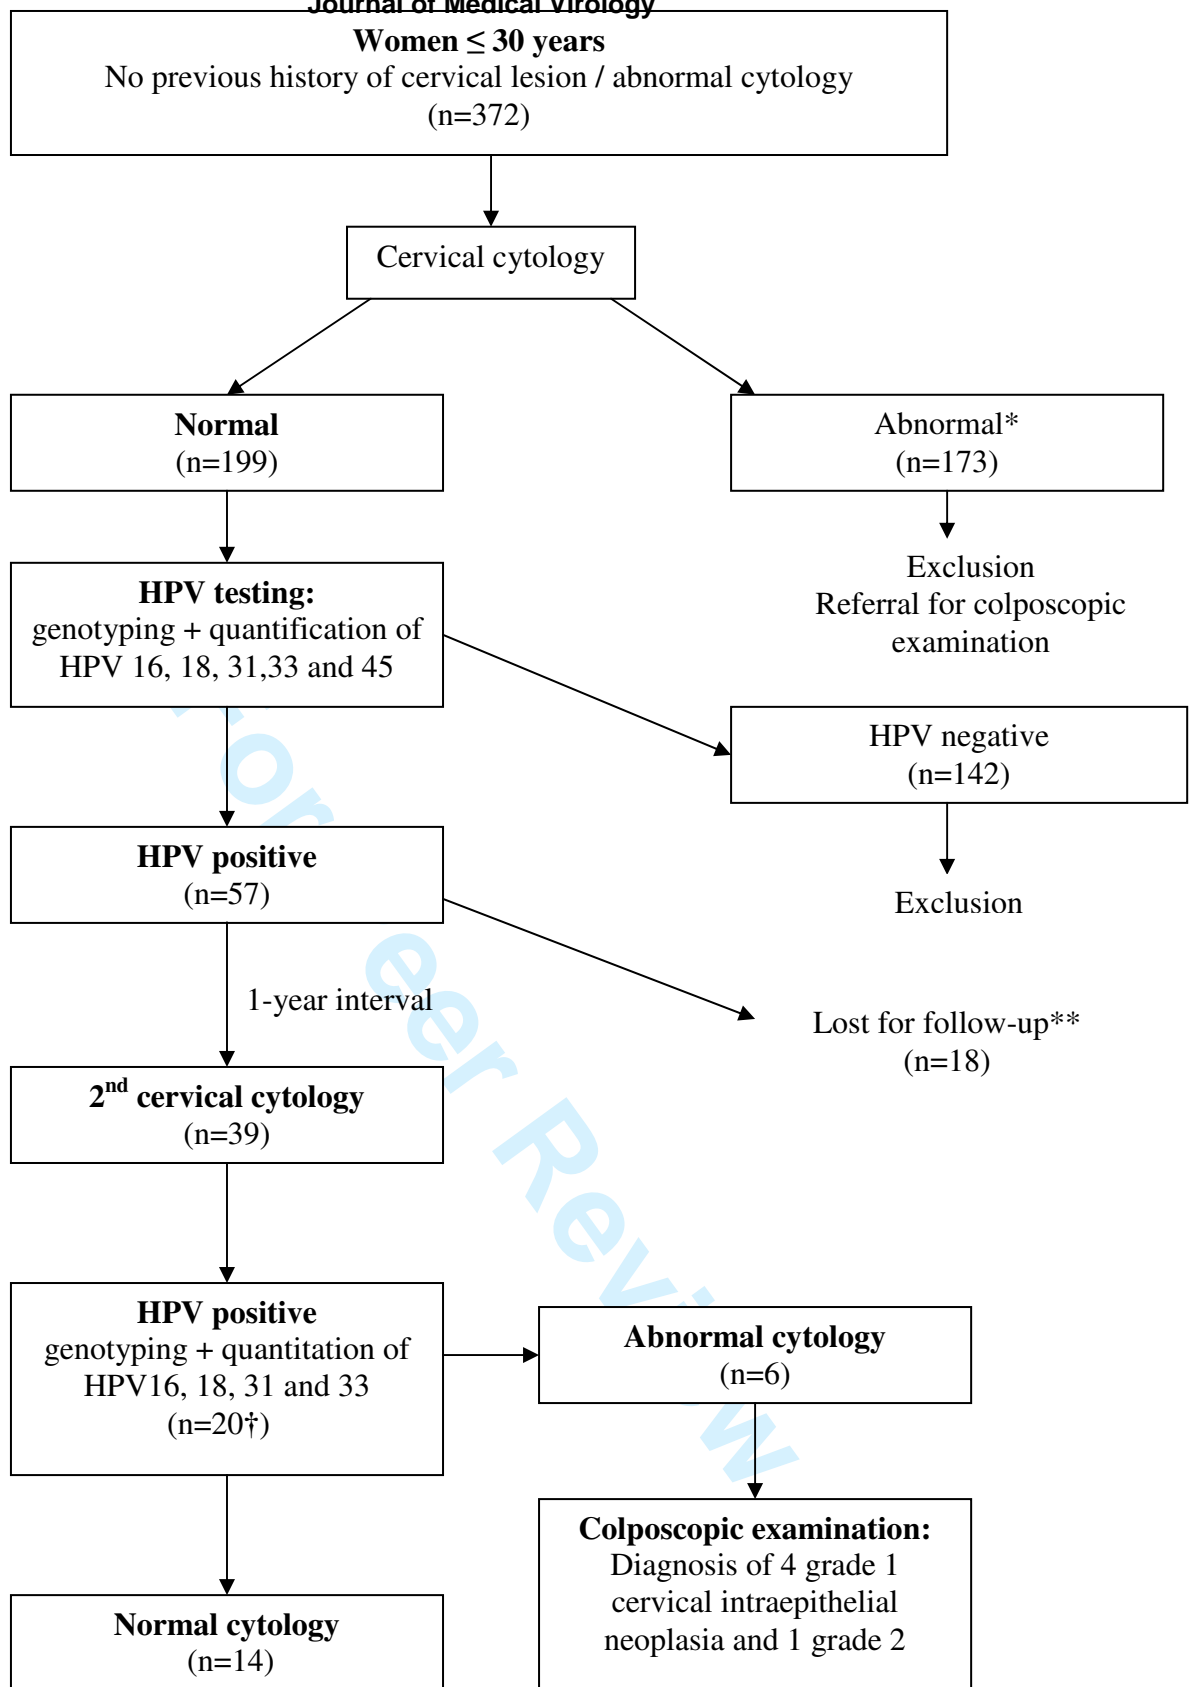 Journal of Medical Virology
Women ≤ 30 years
No previous history of cervical lesion / abnormal cytology
(n=372)
Cervical cytology
Normal
(n=199)
Abnormal*
(n=173)
HPV testing:
genotyping + quantification of
HPV 16, 18, 31,33 and 45
Exclusion
Referral for colposcopic
examination
HPV negative
(n=142)
HPV positive
(n=57)
Exclusion
1-year interval
Lost for follow-up**
(n=18)
2nd cervical cytology
(n=39)
HPV positive
genotyping + quantitation of
HPV16, 18, 31 and 33
(n=20†)
Abnormal cytology
(n=6)
Colposcopic examination:
Diagnosis of 4 grade 1
cervical intraepithelial
neoplasia and 1 grade 2
Normal cytology
(n=14)